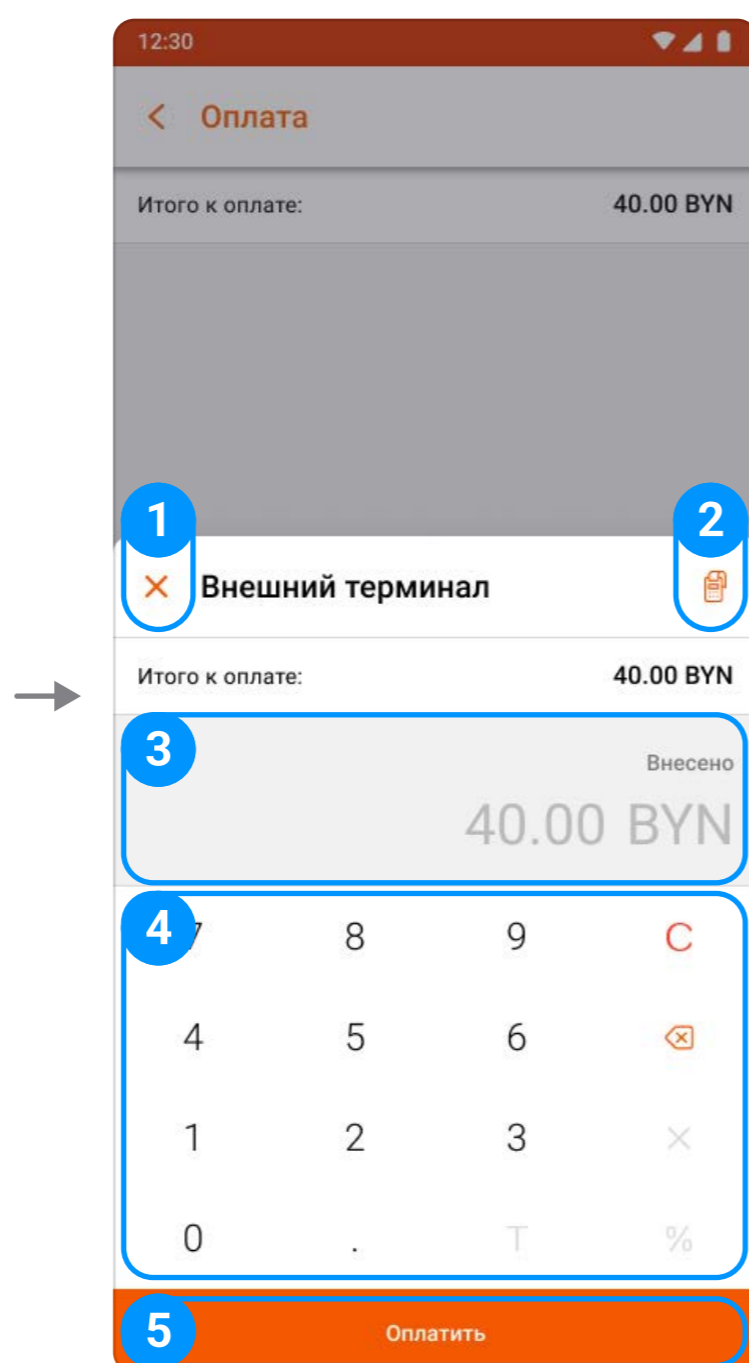 12:30
Оплата
Итого к оплате: 40.00 BYN
1 2
Внешний терминал
Итого к оплате: 40.00 BYN
3
Внесено
40.00 BYN
4 7 8 9 C
4 5 6
1 2 3 ×
0 . T %
5 Оплатить